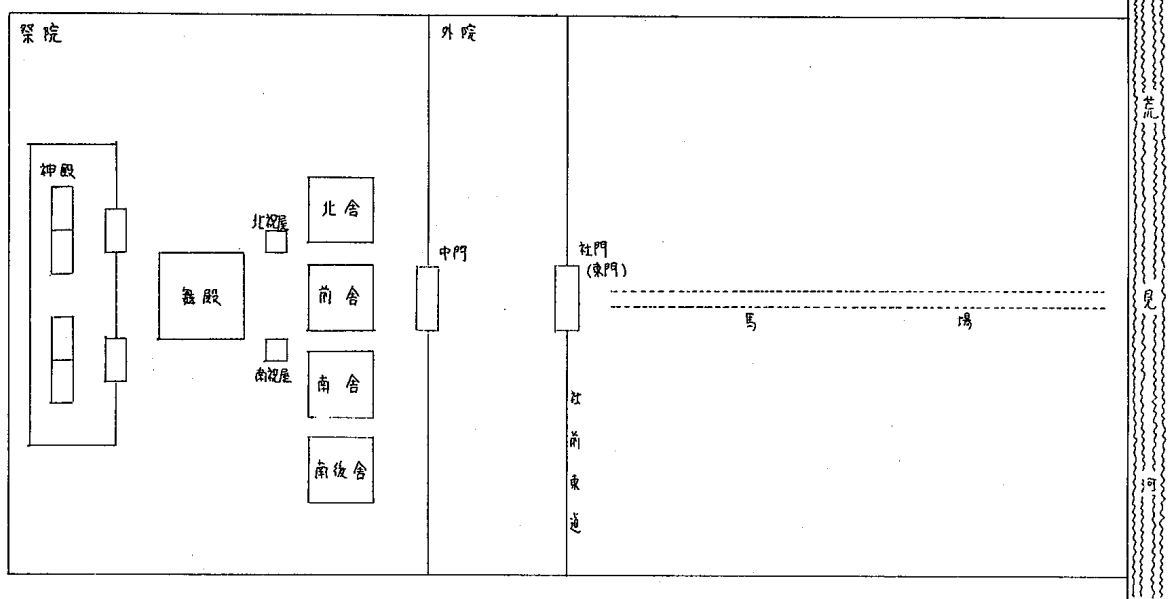 祭院
外院
神殿
北祝屋
北舎
中門
社門
(東門)
舞殿
前舎
馬場
南祝屋
南舎
南後舎
社前東道
荒見河